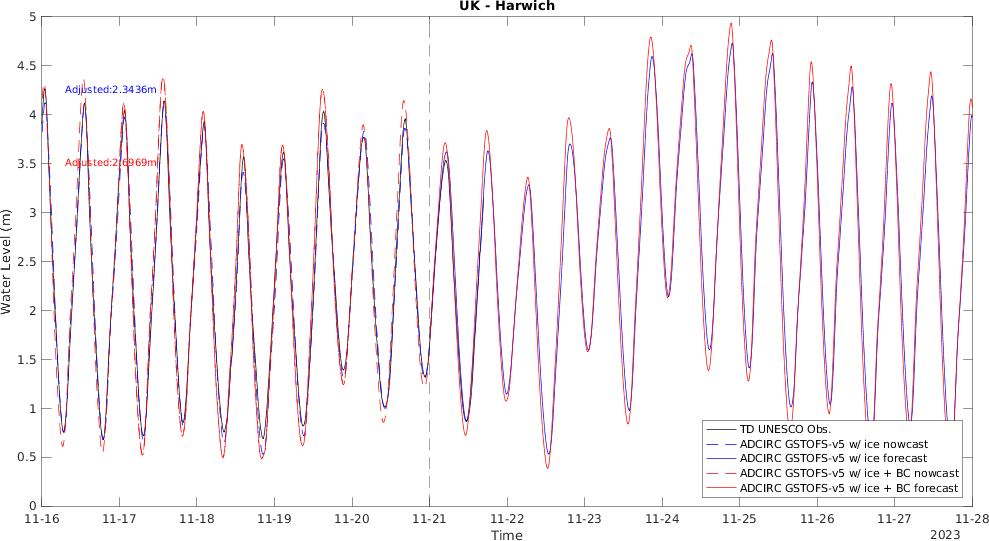 UK - Harwich
5
4.5
4
3.5
3
2.5
2
1.5
1
0.5
0
Water Level (m)
Adjusted:2.3436m
Adjusted:2.6969m
TD UNESCO Obs.
ADCIRC GSTOFS-v5 w/ ice nowcast
ADCIRC GSTOFS-v5 w/ ice forecast
ADCIRC GSTOFS-v5 w/ ice + BC nowcast
ADCIRC GSTOFS-v5 w/ ice + BC forecast
11-16 11-17 11-18 11-19 11-20 11-21 11-22 11-23 11-24 11-25 11-26 11-27 11-28
Time
2023